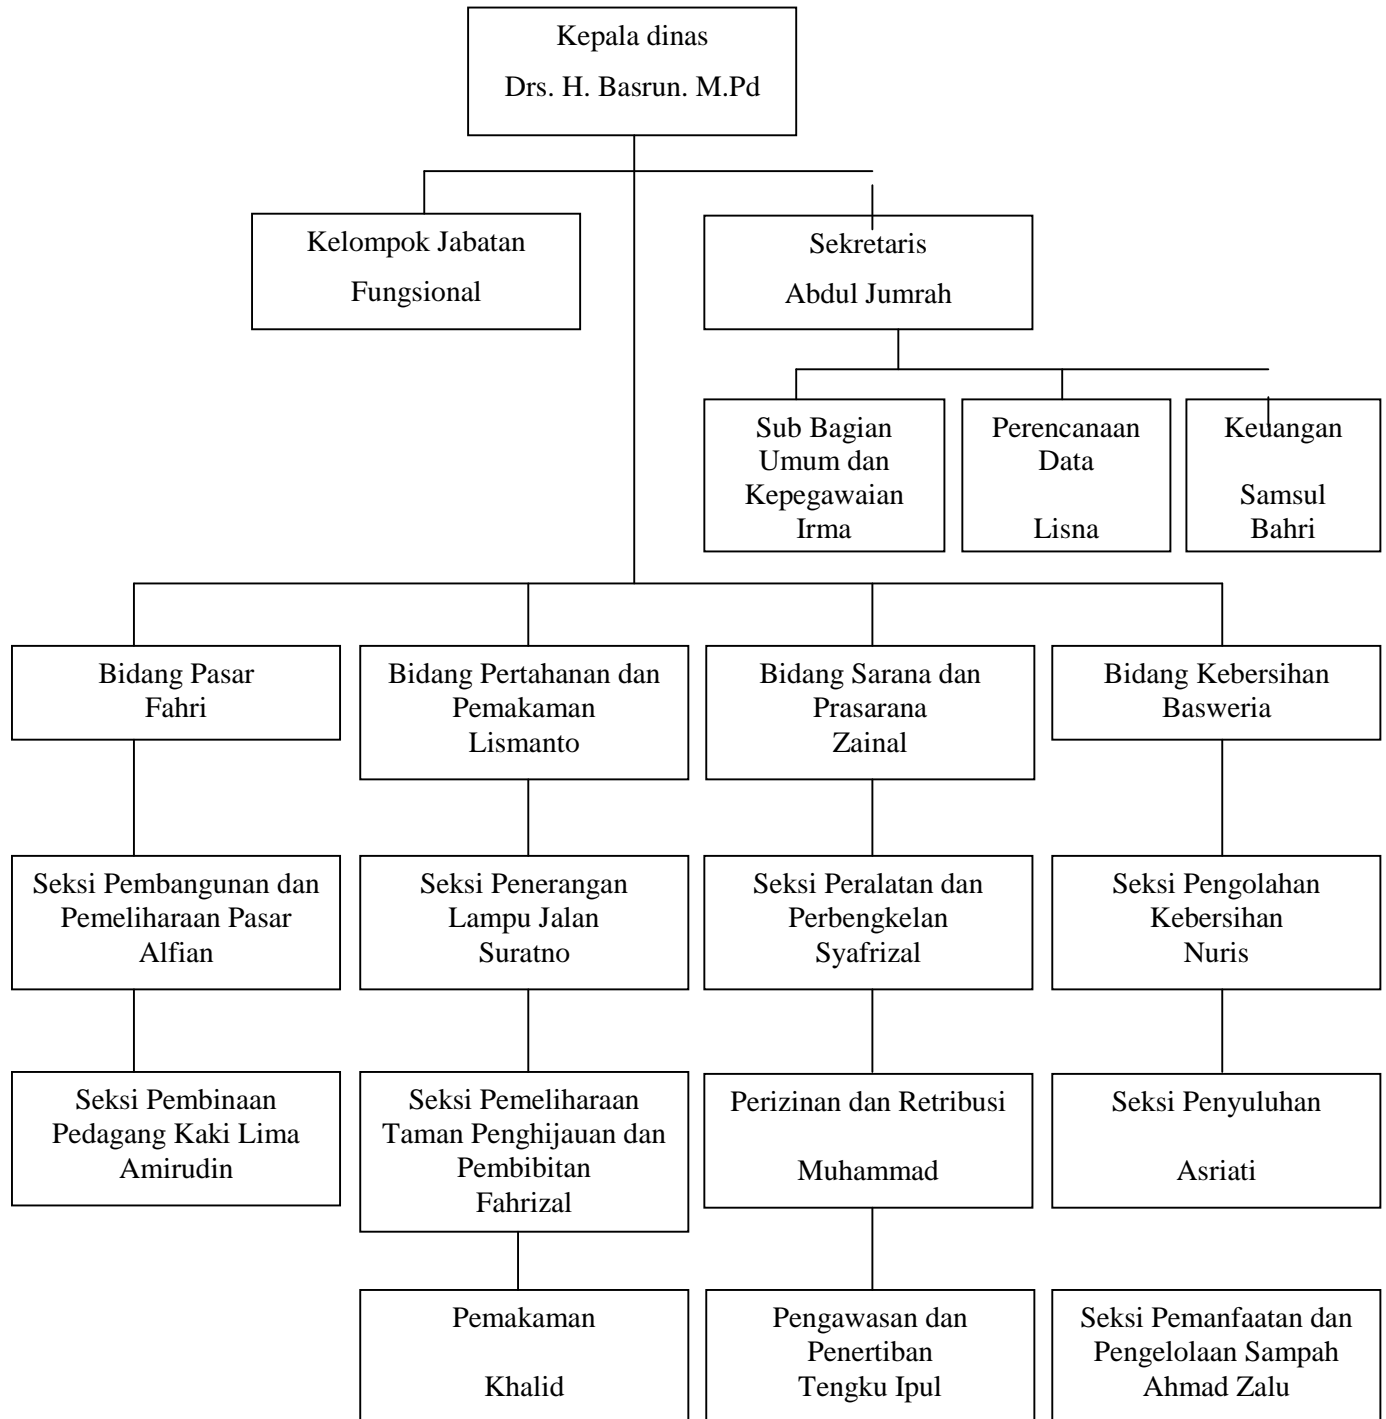 Kepala dinas
Drs. H. Basrun. M.Pd
Kelompok Jabatan
Fungsional
Sekretaris
Abdul Jumrah
Sub Bagian
Umum dan
Kepegawaian
Irma
Perencanaan
Data
Lisna
Keuangan
Samsul
Bahri
Bidang Pasar
Fahri
Bidang Pertahanan dan
Pemakaman
Lismanto
Bidang Sarana dan
Prasarana
Zainal
Bidang Kebersihan
Basweria
Seksi Pembangunan dan
Pemeliharaan Pasar
Alfian
Seksi Penerangan
Lampu Jalan
Suratno
Seksi Peralatan dan
Perbengkelan
Syafrizal
Seksi Pengolahan
Kebersihan
Nuris
Seksi Pembinaan
Pedagang Kaki Lima
Amirudin
Seksi Pemeliharaan
Taman Penghijauan dan
Pembibitan
Fahrizal
Perizinan dan Retribusi
Muhammad
Seksi Penyuluhan
Asriati
Pemakaman
Khalid
Pengawasan dan
Penertiban
Tengku Ipul
Seksi Pemanfaatan dan
Pengelolaan Sampah
Ahmad Zalu